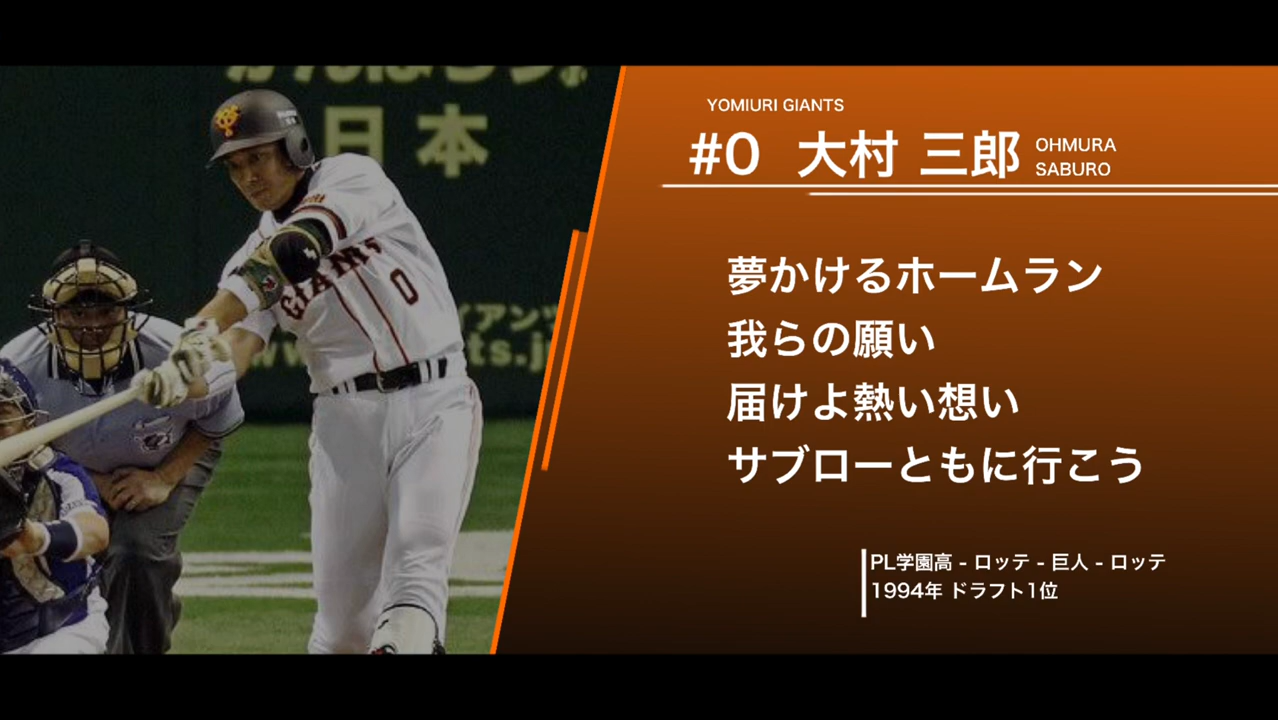 日本
GIANTS
0
YOMIURI GIANTS
#0 大村 三郎
OHMURA
SABURO
夢かけるホームラン
我らの願い
届けよ熱い想い
サブローともに行こう
PL学園高 - ロッテ - 巨人 - ロッテ
1994年 ドラフト1位